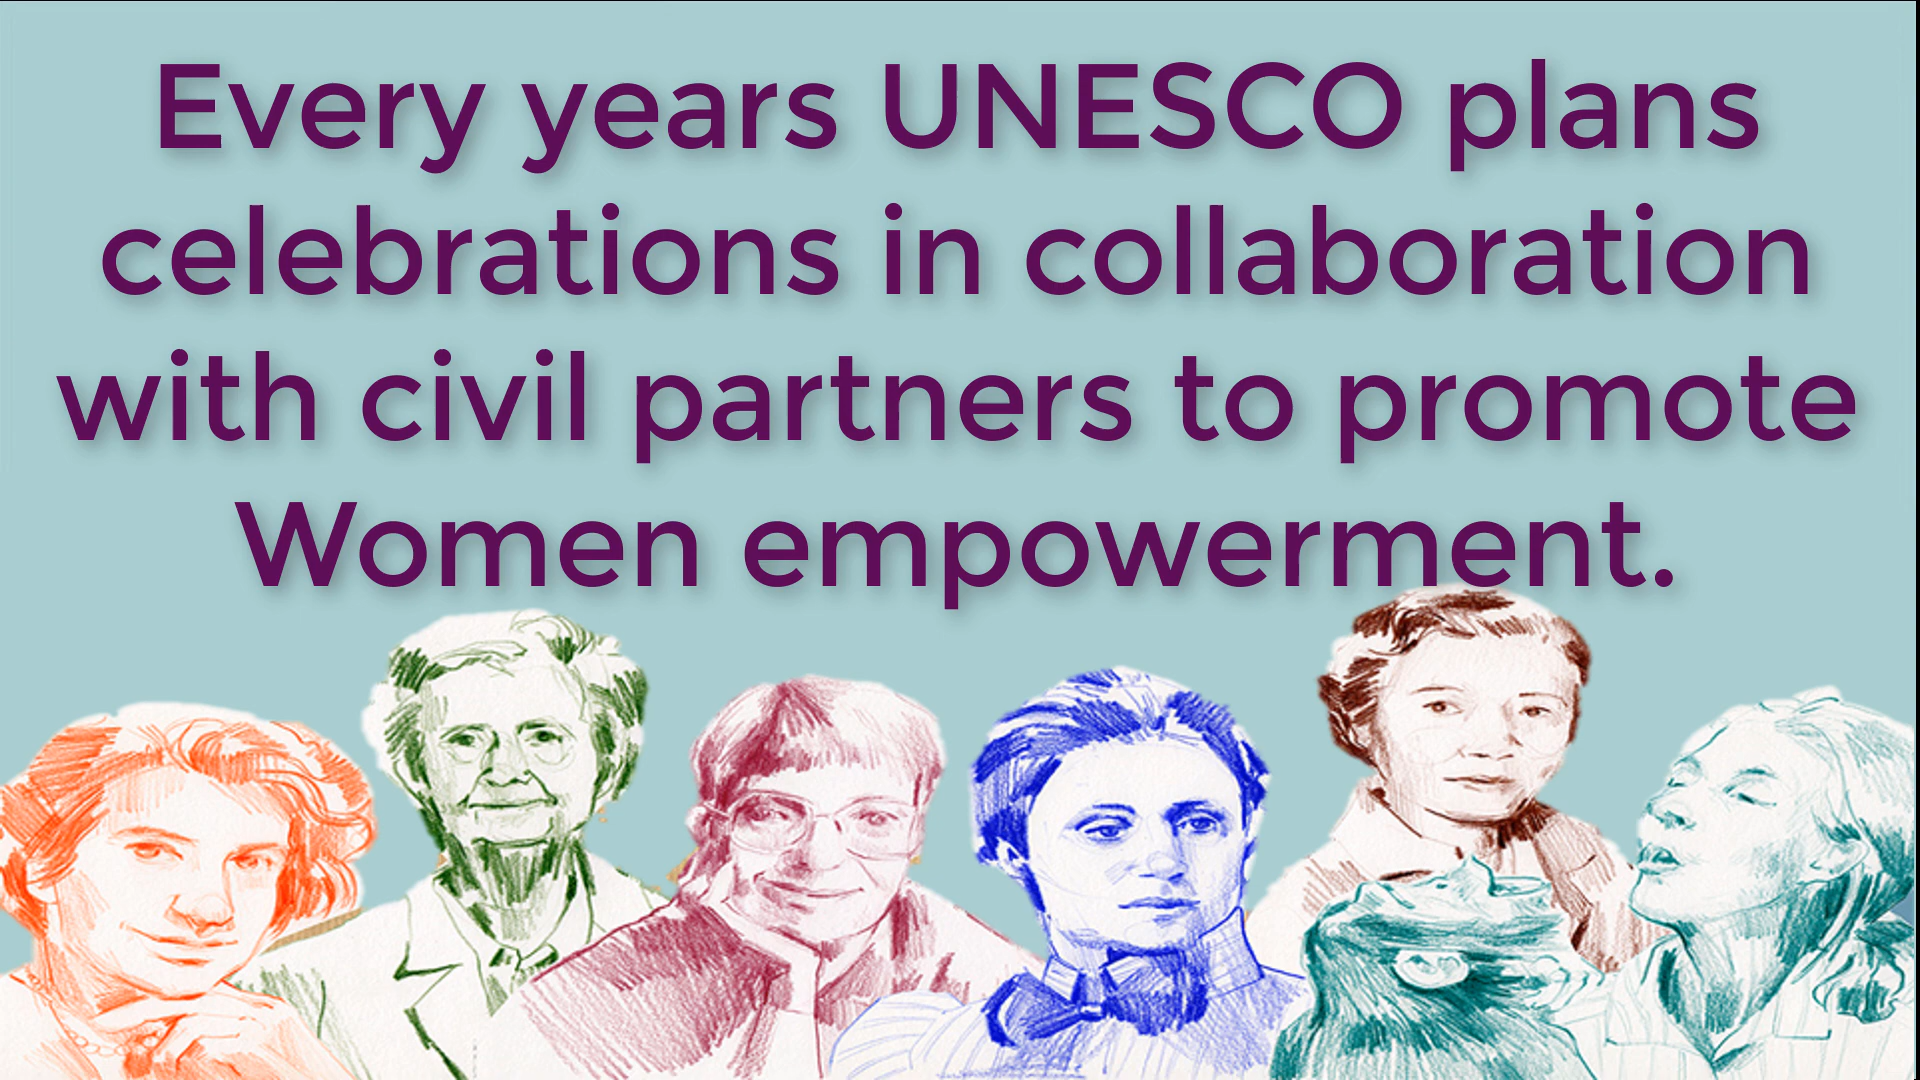 Every years UNESCO plans
celebrations in collaboration
with civil partners to promote
Women empowerment.